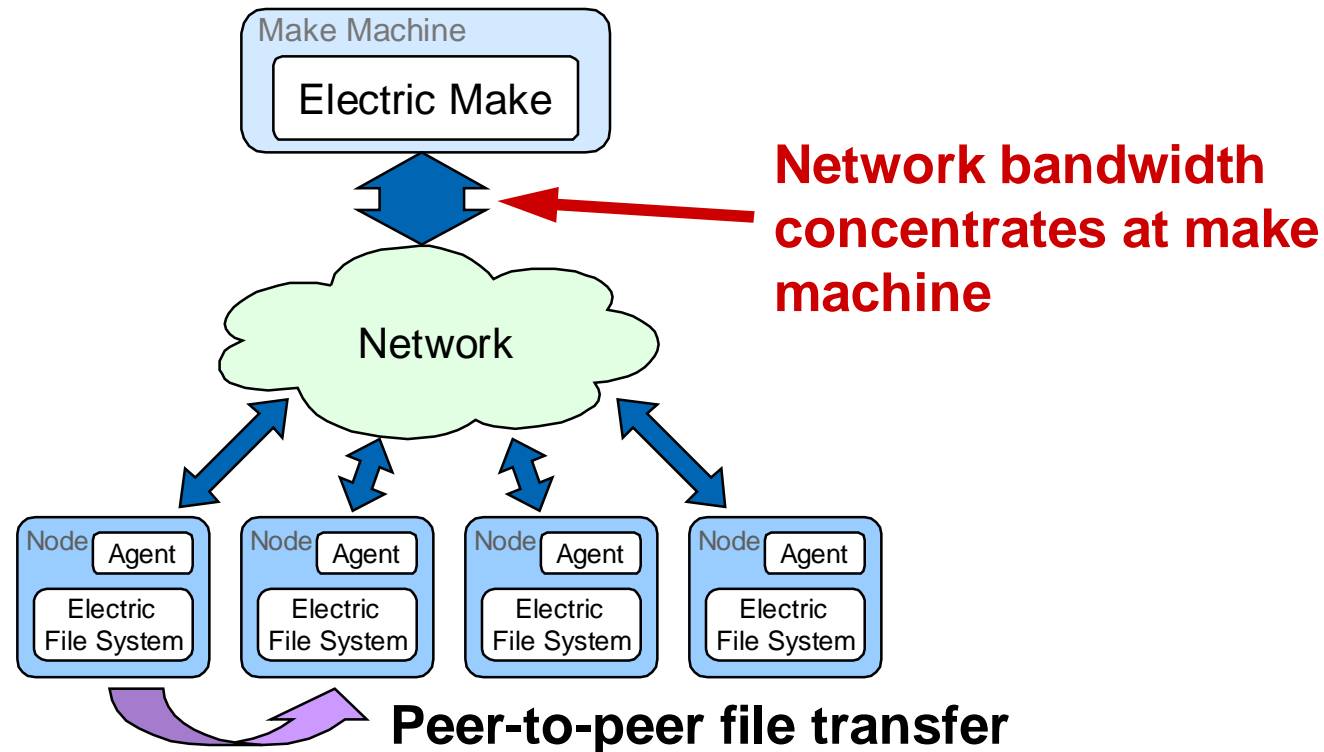 Make Machine
Electric Make
Network bandwidth
concentrates at make
machine
Network
Node
Agent
Electric
File System
Node
Agent
Electric
File System
Node
Agent
Electric
File System
Node
Agent
Electric
File System
Peer-to-peer file transfer